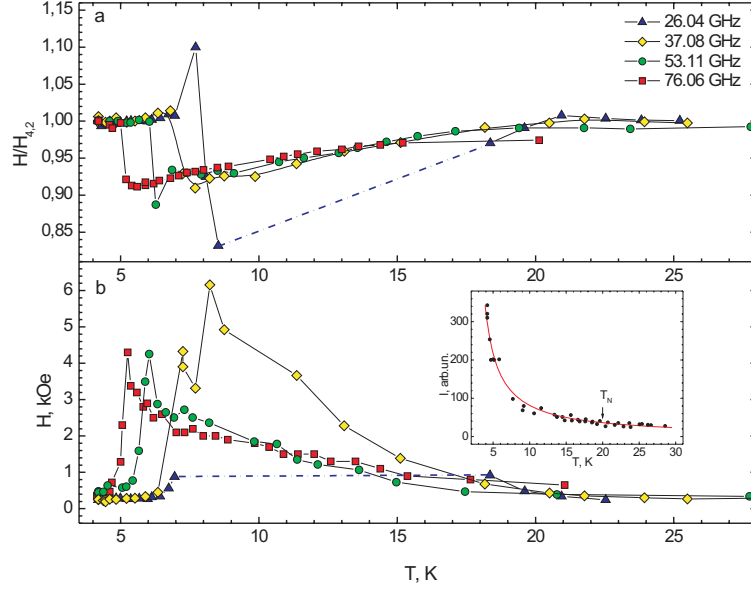 a
26.04 GHz
37.08 GHz
53.11 GHz
76.06 GHz
1,15
1,10
1,05
1,00
0,95
0,90
0,85
H/H4,2
5 10 15 20 25
b
6
5
4
3
2
1
0
H, kOe
300
200
100
0
I, arb.un.
TN
0 5 10 15 20 25 30
T, K
5 10 15 20 25
T, K